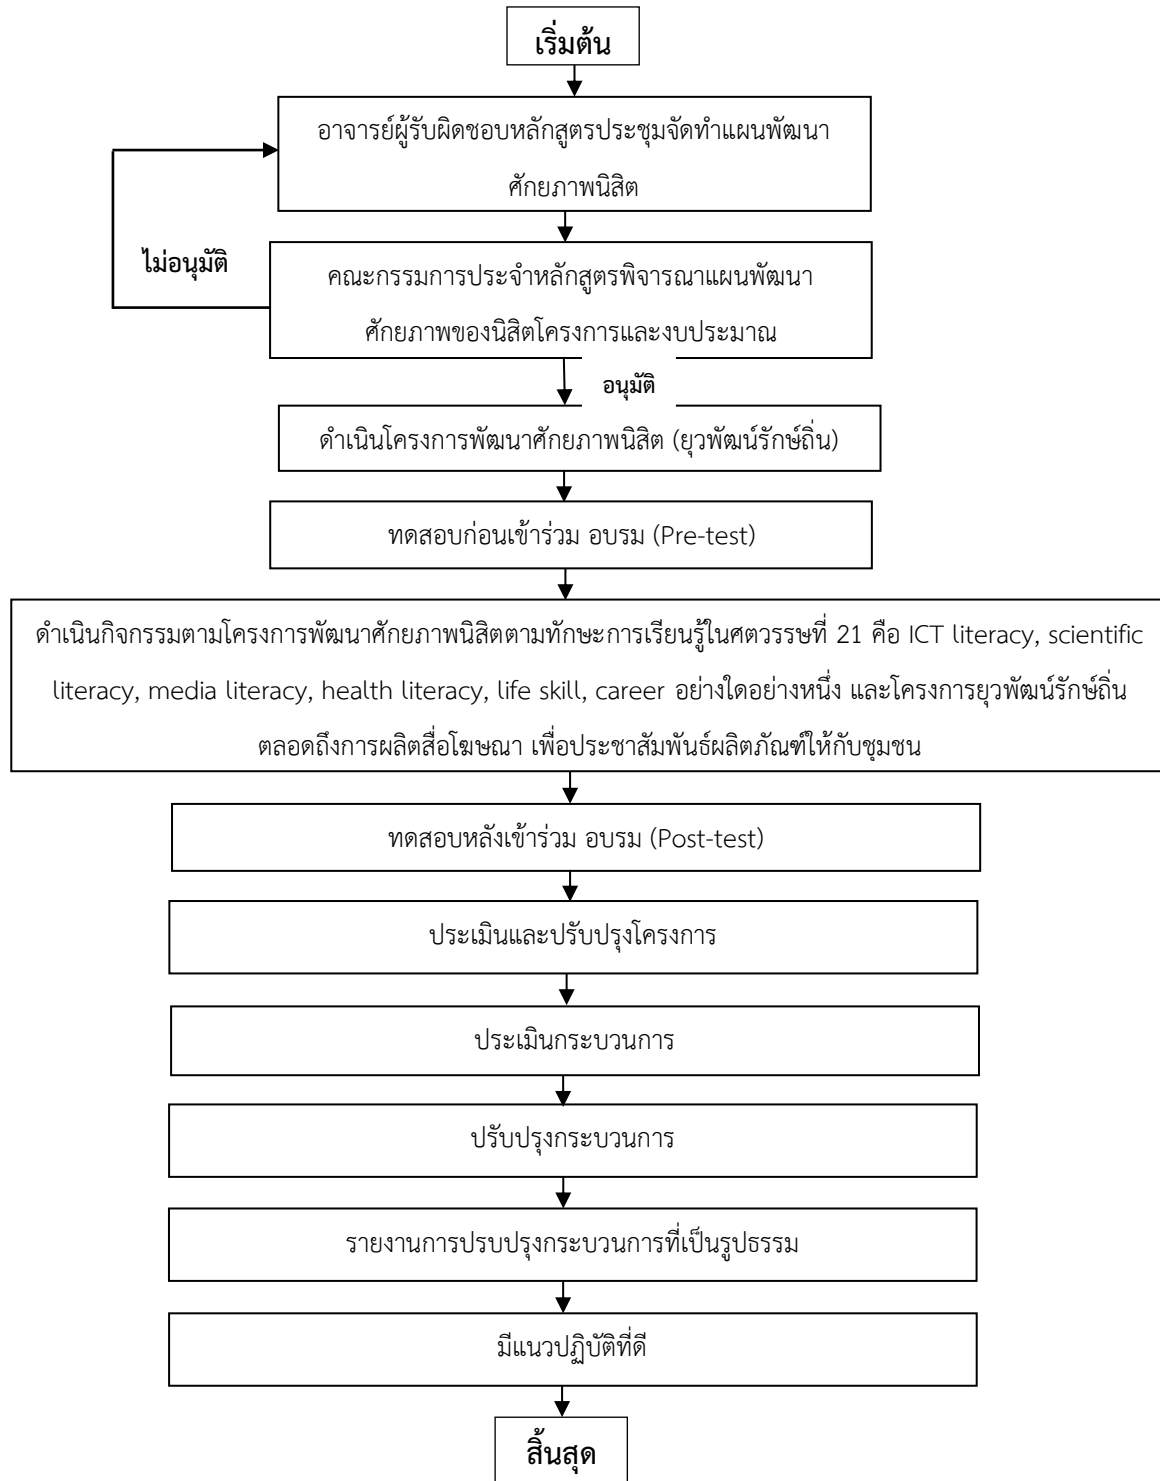 เริ่มต้น
อาจารย์ผู้รับผิดชอบหลักสูตรประชุมจัดทำแผนพัฒนา
ศักยภาพนิสิต
ไม่อนุมัติ
คณะกรรมการประจำหลักสูตรพิจารณาแผนพัฒนา
ศักยภาพของนิสิตโครงการและงบประมาณ
อนุมัติ
ดำเนินโครงการพัฒนาศักยภาพนิสิต (ยุวพัฒน์รักษ์ถิ่น)
ทดสอบก่อนเข้าร่วม อบรม (Pre-test)
ดำเนินกิจกรรมตามโครงการพัฒนาศักยภาพนิสิตตามทักษะการเรียนรู้ในศตวรรษที่ 21 คือ ICT literacy, scientific
literacy, media literacy, health literacy, life skill, career อย่างใดอย่างหนึ่ง และโครงการยุวพัฒน์รักษ์ถิ่น
ตลอดถึงการผลิตสื่อโฆษณา เพื่อประชาสัมพันธ์ผลิตภัณฑ์ให้กับชุมชน
ทดสอบหลังเข้าร่วม อบรม (Post-test)
ประเมินและปรับปรุงโครงการ
ประเมินกระบวนการ
ปรับปรุงกระบวนการ
รายงานการปรบปรุงกระบวนการที่เป็นรูปธรรม
มีแนวปฏิบัติที่ดี
สิ้นสุด